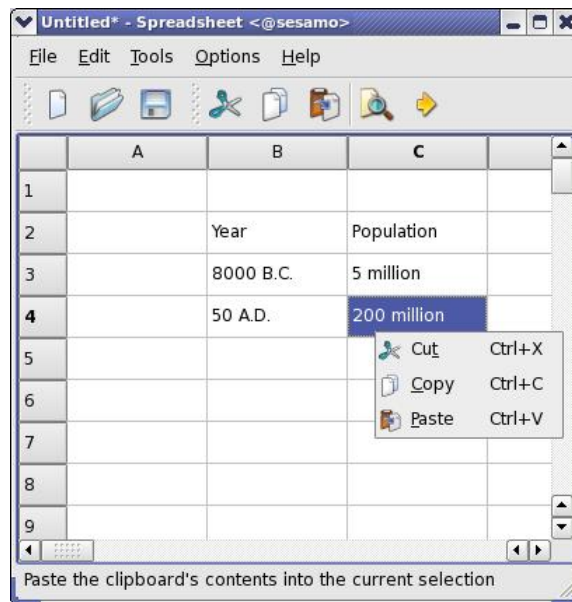 Untitled* - Spreadsheet <@sesamo>
File Edit Tools Options Help
A B C
1
2 Year Population
3 8000 B.C. 5 million
4 50 A.D. 200 million
Cut Ctrl+X
5
Copy Ctrl+C
6
Paste Ctrl+V
7
8
9
Paste the clipboard's contents into the current selection